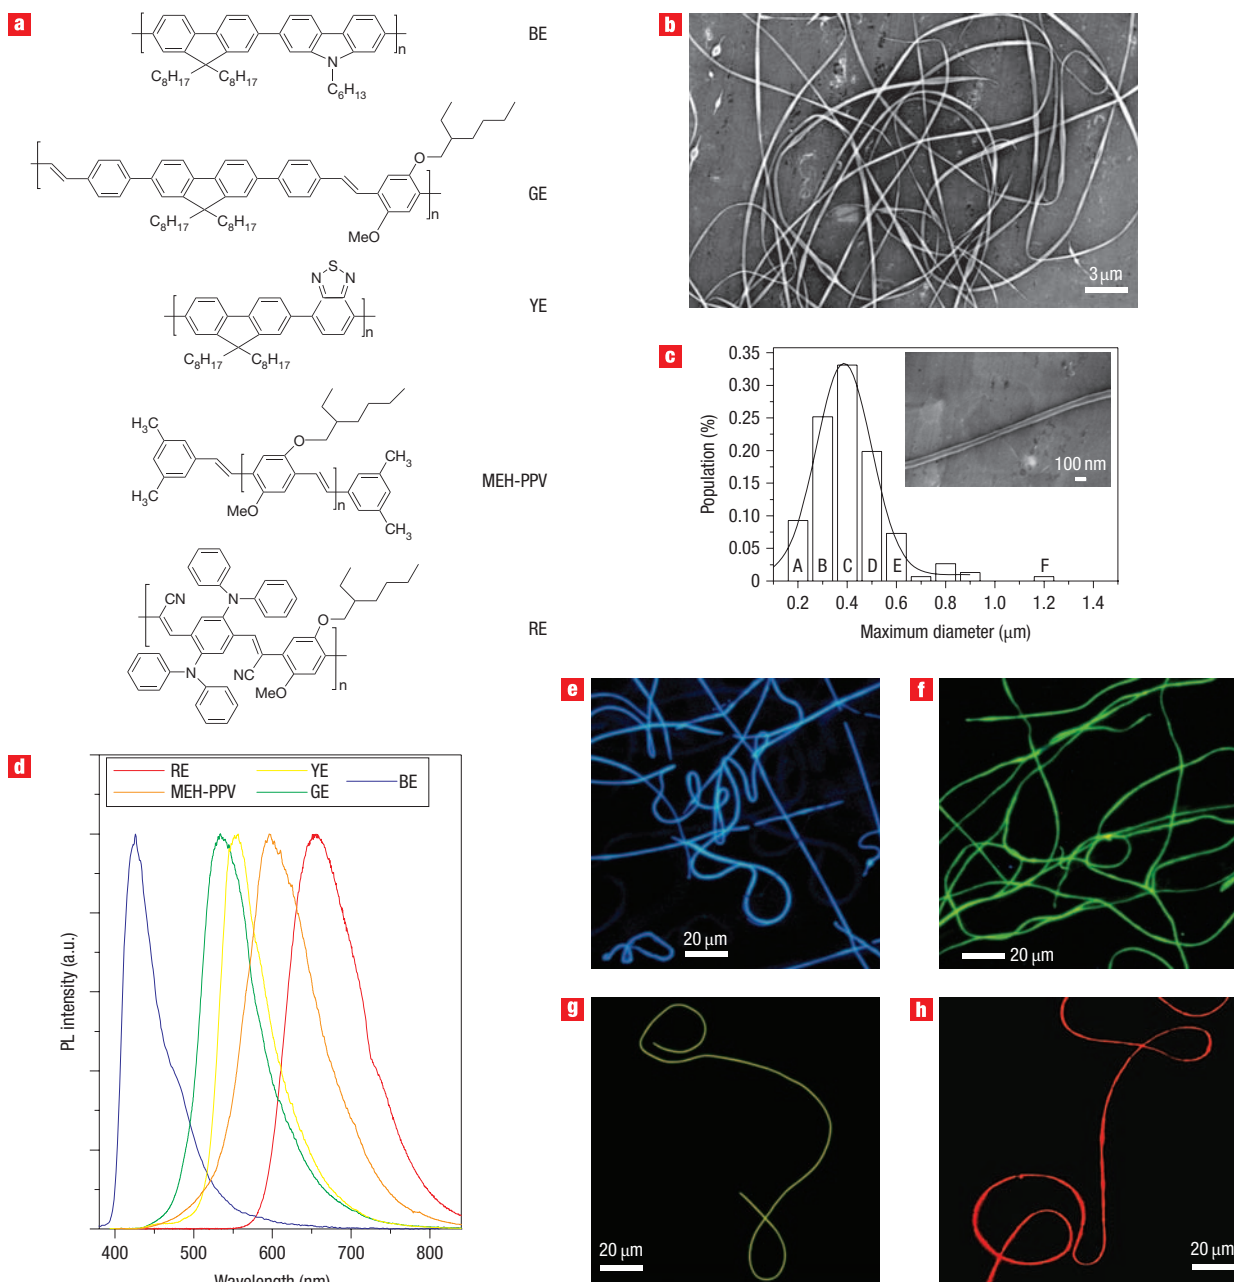 a
BE
n
C8H17 C8H17
N
C6H13
O
GE
n
C8H17 C8H17
MeO
S
N N
YE
n
C8H17 C8H17
H3C
O
CH3
MEH-PPV
n
CH3
MeO
CH3
N
CN
O
RE
n
N
NC
MeO
b
3 µm
c
0.35
0.30
0.25
0.20
0.15
0.10
0.05
0
Population (%)
100 nm
A B C D E F
0.2 0.4 0.6 0.8 1.0 1.2 1.4
Maximum diameter (µm)
d
RE YE BE
MEH-PPV GE
PL intensity (a.u.)
400 500 600 700 800
Wavelength (nm)
e
20 µm
f
20 µm
g
20 µm
h
20 µm